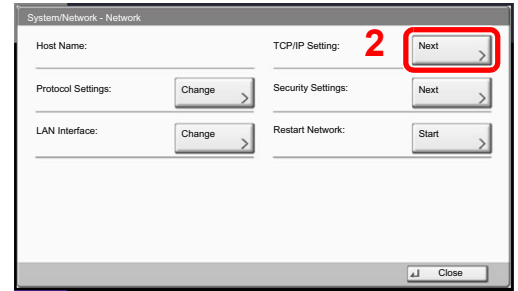 System/Network - Network
Host Name:
TCP/IP Setting:
2
Next
Protocol Settings:
Change
Security Settings:
Next
LAN Interface:
Change
Restart Network:
Start
Close